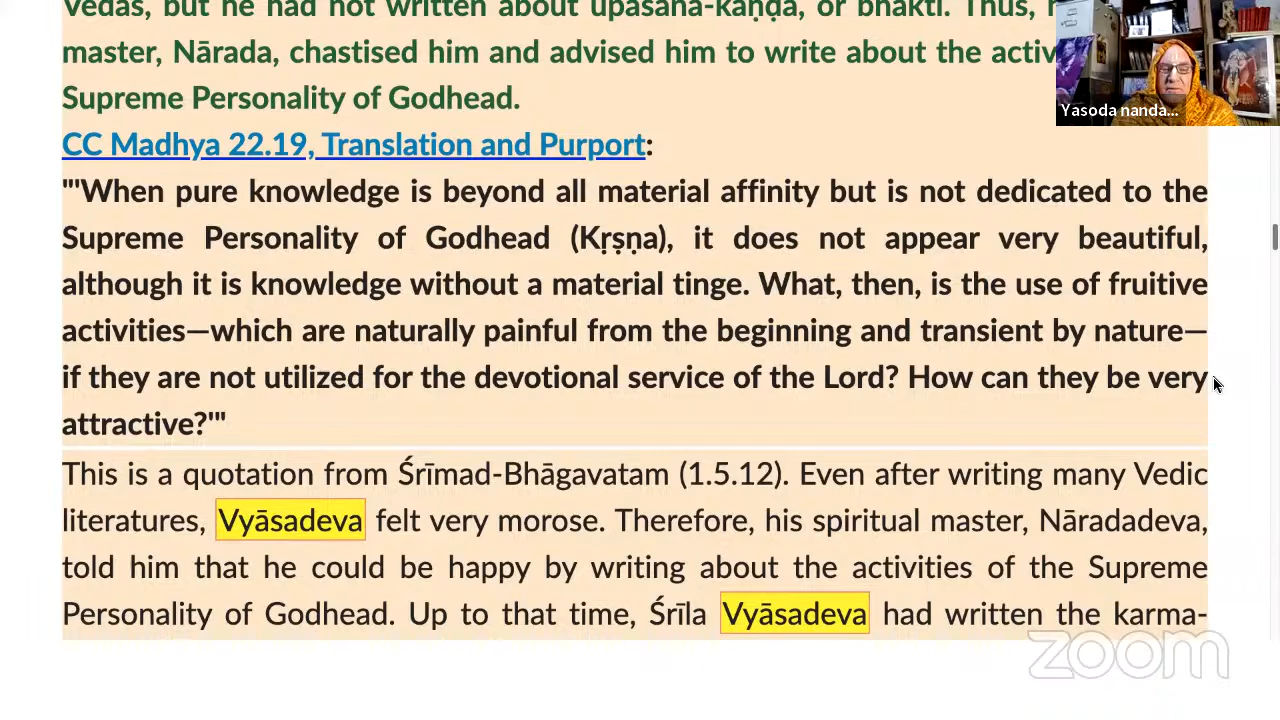 Vedas, but he had not written about upāsanā-kāṇḍa, or bhakti. Thus,
master, Nārada, chastised him and advised him to write about the
Supreme Personality of Godhead.
Yasoda nanda...
CC Madhya 22.19, Translation and Purport:
"'When pure knowledge is beyond all material affinity but is not dedicated to the
Supreme Personality of Godhead (Kṛṣṇa), it does not appear very beautiful,
although it is knowledge without a material tinge. What, then, is the use of fruitive
activities—which are naturally painful from the beginning and transient by nature—
if they are not utilized for the devotional service of the Lord? How can they be very
attractive?'"
This is a quotation from Śrīmad-Bhāgavatam (1.5.12). Even after writing many Vedic
literatures, Vyāsadeva felt very morose. Therefore, his spiritual master, Nāradadeva,
told him that he could be happy by writing about the activities of the Supreme
Personality of Godhead. Up to that time, Śrīla Vyāsadeva had written the karma-
zoom